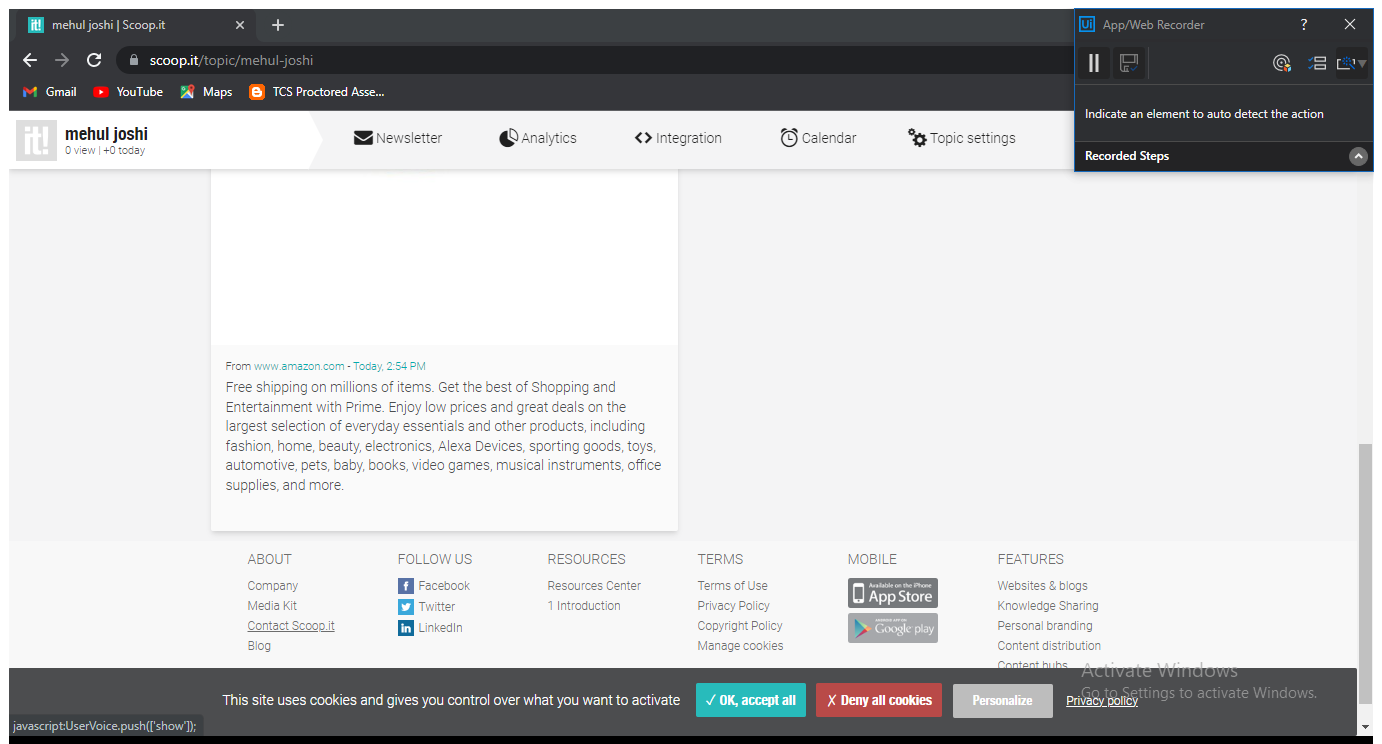 it! mehul joshi | Scoop.it
Ui App/Web Recorder ?
scoop.it/topic/mehul-joshi
Gmail YouTube Maps TCS Proctored Asse...
Indicate an element to auto detect the action
Recorded Steps
it! mehul joshi
0 view | +0 today
Newsletter Analytics Integration Calendar Topic settings
From www.amazon.com - Today, 2:54 PM
Free shipping on millions of items. Get the best of Shopping and
Entertainment with Prime. Enjoy low prices and great deals on the
largest selection of everyday essentials and other products, including
fashion, home, beauty, electronics, Alexa Devices, sporting goods, toys,
automotive, pets, baby, books, video games, musical instruments, office
supplies, and more.
ABOUT
Company
Media Kit
Contact Scoop.it
Blog
FOLLOW US
Facebook
Twitter
LinkedIn
RESOURCES
Resources Center
1 Introduction
TERMS
Terms of Use
Privacy Policy
Copyright Policy
Manage cookies
MOBILE
Available on the iPhone
App Store
ANDROID APP ON
Google play
FEATURES
Websites & blogs
Knowledge Sharing
Personal branding
Content distribution
Content hubs
Activate Windows
Go to Settings to activate Windows.
This site uses cookies and gives you control over what you want to activate ✓ OK, accept all ✗ Deny all cookies Personalize Privacy policy
javascript:UserVoice.push(['show']);